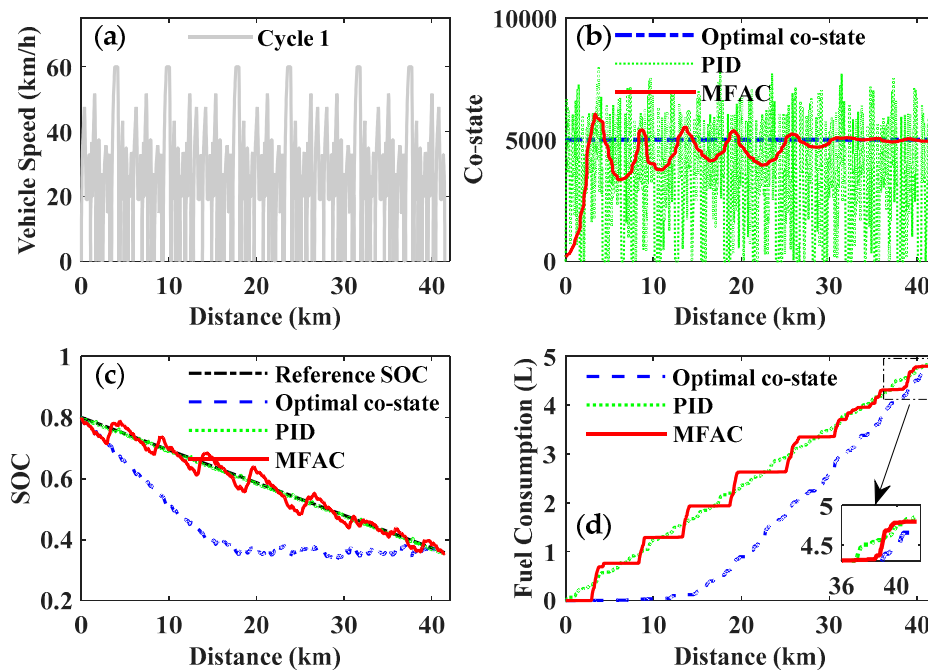 (a)
Cycle 1
60
40
20
0
Vehicle Speed (km/h)
0 10 20 30 40
Distance (km)
(b)
Optimal co-state
PID
MFAC
10000
5000
0
Co-state
0 10 20 30 40
Distance (km)
(c)
Reference SOC
Optimal co-state
PID
MFAC
1
0.8
0.6
0.4
0.2
SOC
0 10 20 30 40
Distance (km)
Optimal co-state
PID
MFAC
(d)
5
4
3
2
1
0
Fuel Consumption (L)
5
4.5
36 40
0 10 20 30 40
Distance (km)